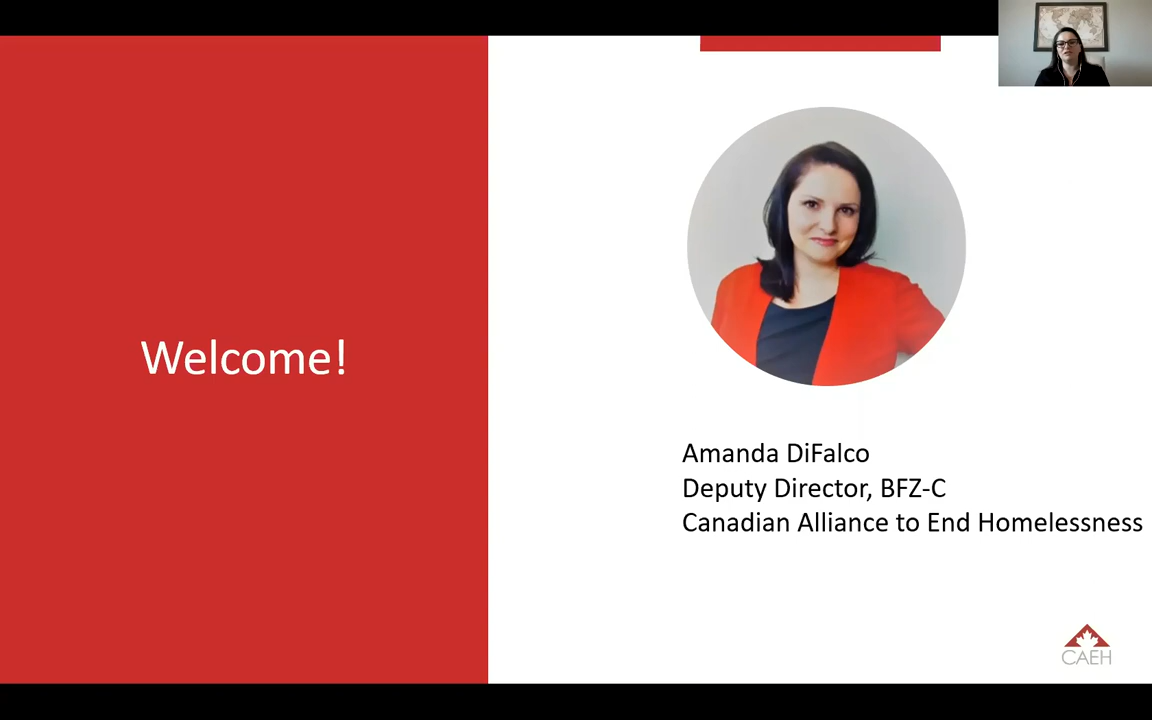 Welcome!
Amanda DiFalco
Deputy Director, BFZ-C
Canadian Alliance to End Homelessness
CAEH